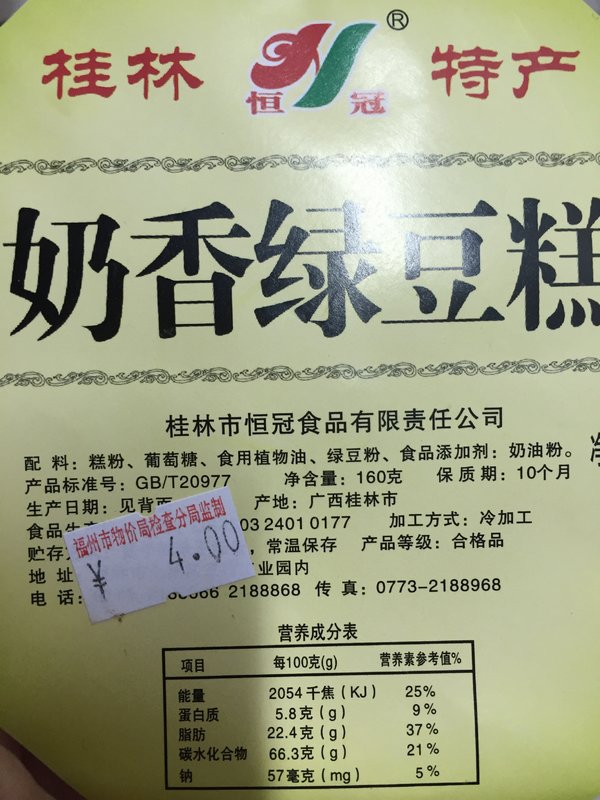 桂林 恒冠 ® 特产
奶香绿豆糕
桂林市恒冠食品有限责任公司
配 料：糕粉、葡萄糖、食用植物油、绿豆粉、食品添加剂：奶油粉。
产品标准号：GB/T20977 净含量：160克 保质期：10个月
生产日期：见背面 产地：广西桂林市
食品生 03 2401 0177 加工方式：冷加工
贮存 ，常温保存 产品等级：合格品
地 址 业园内
电 话： 2188868 传 真：0773-2188968
福州市物价局检查分局监制
¥ 4.00
营养成分表
项目 每100克(g) 营养素参考值%
能量 2054千焦（KJ） 25%
蛋白质 5.8克（g） 9%
脂肪 22.4克（g） 37%
碳水化合物 66.3克（g） 21%
钠 57毫克（mg） 5%